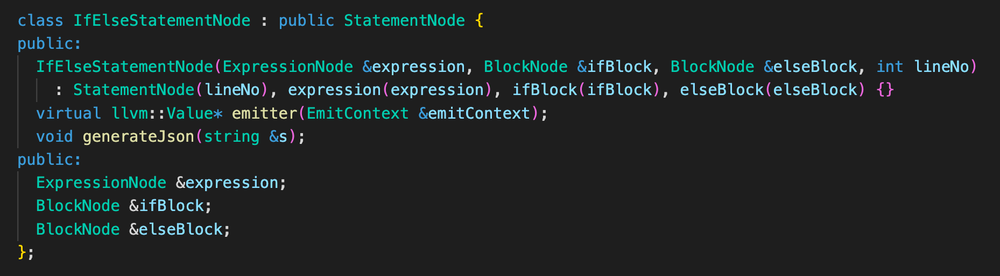 class IfElseStatementNode : public StatementNode {
public:
  IfElseStatementNode(ExpressionNode &expression, BlockNode &ifBlock, BlockNode &elseBlock, int lineNo)
    : StatementNode(lineNo), expression(expression), ifBlock(ifBlock), elseBlock(elseBlock) {}
  virtual llvm::Value* emitter(EmitContext &emitContext);
  void generateJson(string &s);
public:
  ExpressionNode &expression;
  BlockNode &ifBlock;
  BlockNode &elseBlock;
};